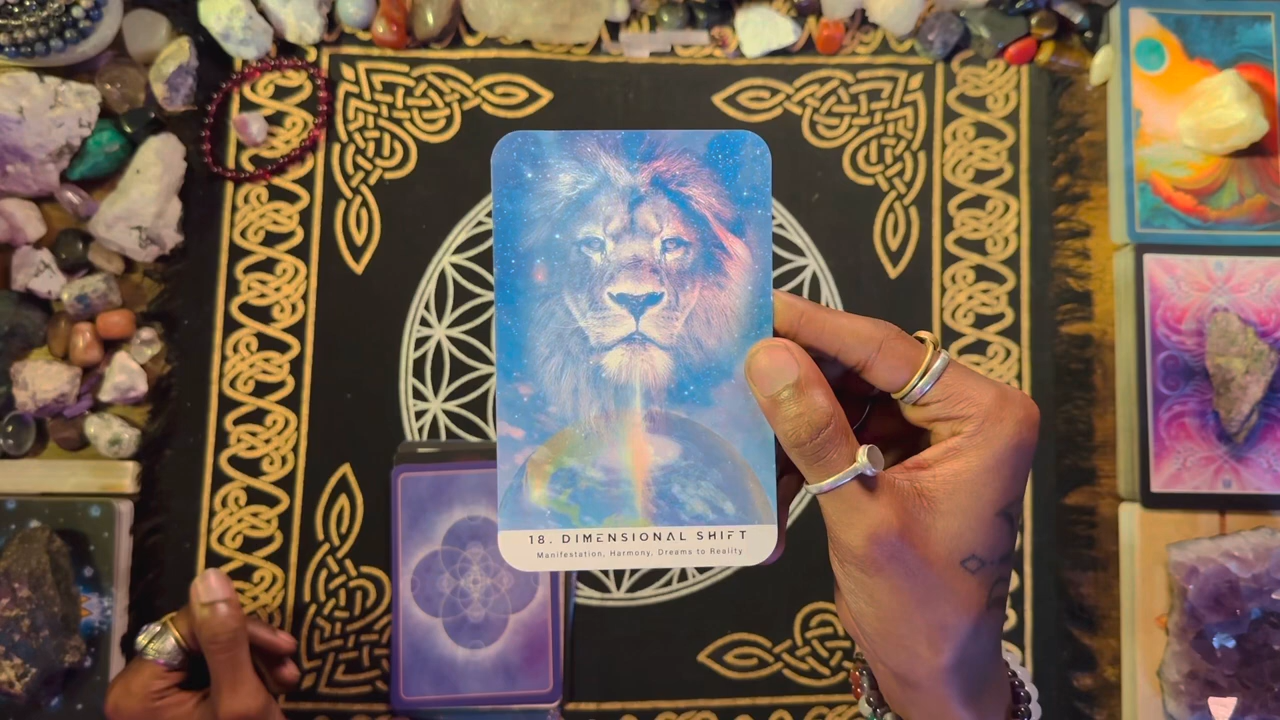 18. DIMENSIONAL SHIFT
Manifestation, Harmony, Dreams to Reality